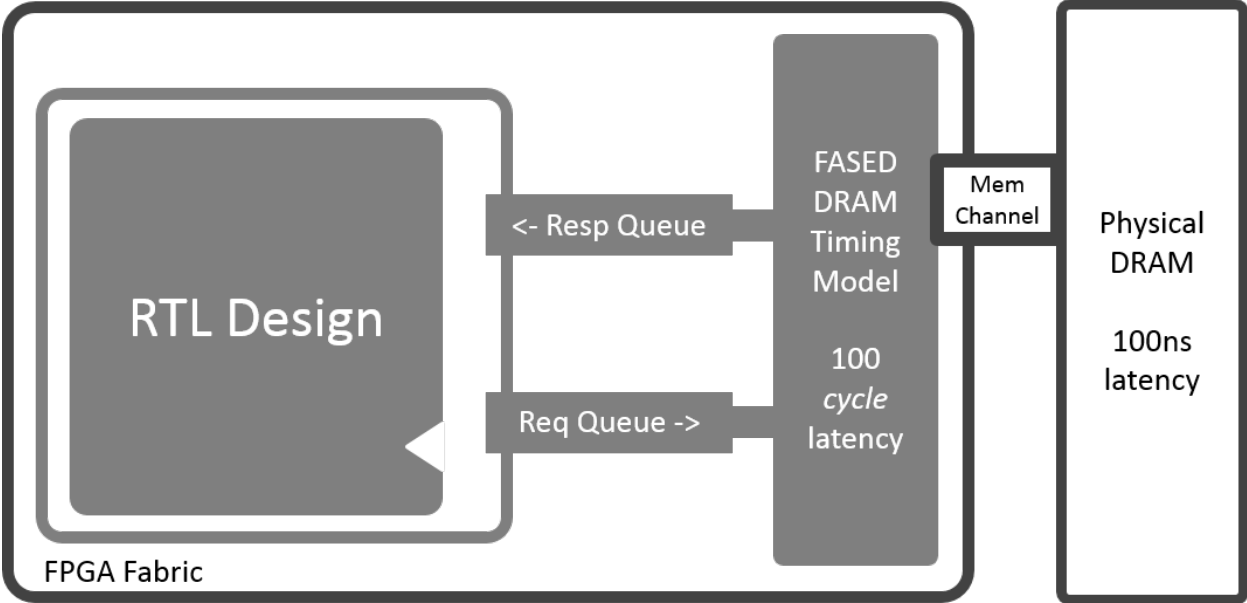 RTL Design
<- Resp Queue
Req Queue ->
FASED
DRAM
Timing
Model
100
cycle
latency
Mem
Channel
Physical
DRAM
100ns
latency
FPGA Fabric